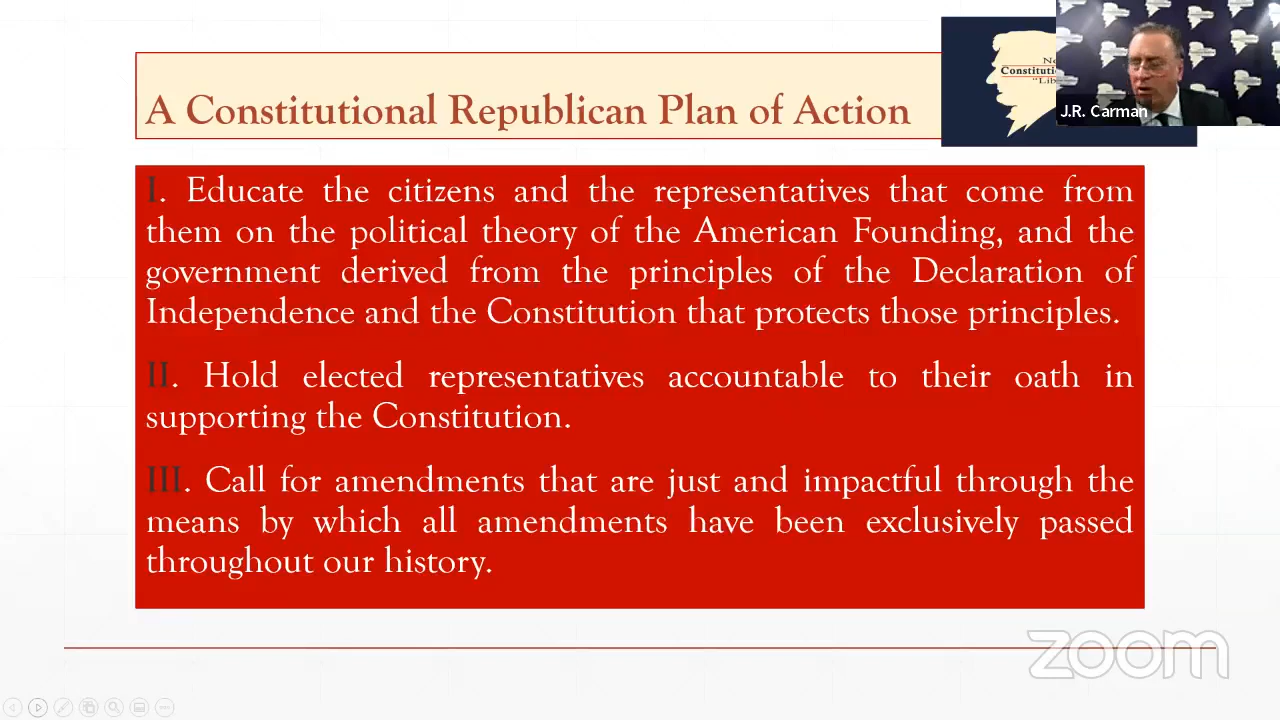 A Constitutional Republican Plan of Action
Constitutio
"Lib
J.R. Carman
I. Educate the citizens and the representatives that come from
them on the political theory of the American Founding, and the
government derived from the principles of the Declaration of
Independence and the Constitution that protects those principles.
II. Hold elected representatives accountable to their oath in
supporting the Constitution.
III. Call for amendments that are just and impactful through the
means by which all amendments have been exclusively passed
throughout our history.
zoom